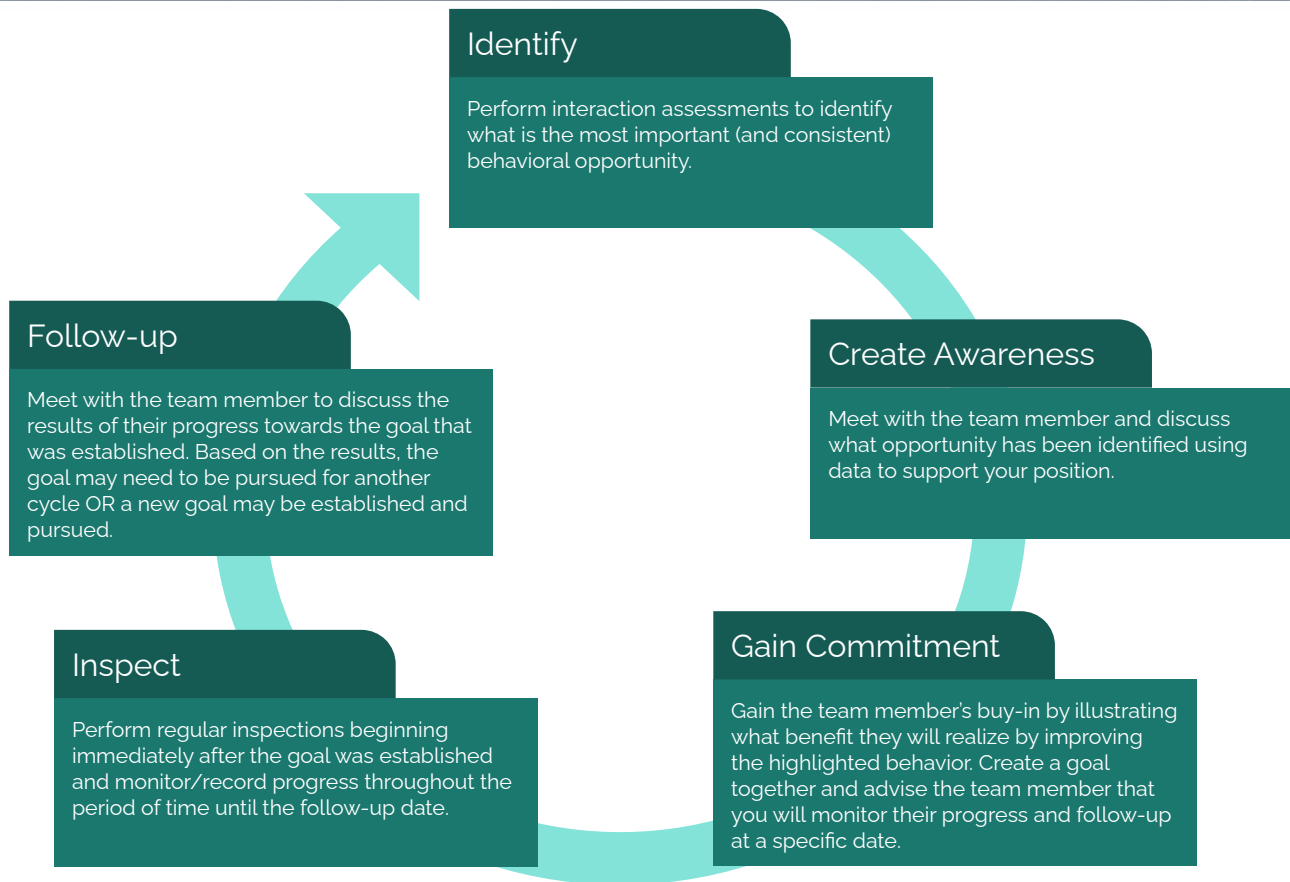 Identify
Perform interaction assessments to identify
what is the most important (and consistent)
behavioral opportunity.
Create Awareness
Meet with the team member and discuss
what opportunity has been identified using
data to support your position.
Gain Commitment
Gain the team member's buy-in by illustrating
what benefit they will realize by improving
the highlighted behavior. Create a goal
together and advise the team member that
you will monitor their progress and follow-up
at a specific date.
Inspect
Perform regular inspections beginning
immediately after the goal was established
and monitor/record progress throughout the
period of time until the follow-up date.
Follow-up
Meet with the team member to discuss the
results of their progress towards the goal that
was established. Based on the results, the
goal may need to be pursued for another
cycle OR a new goal may be established and
pursued.